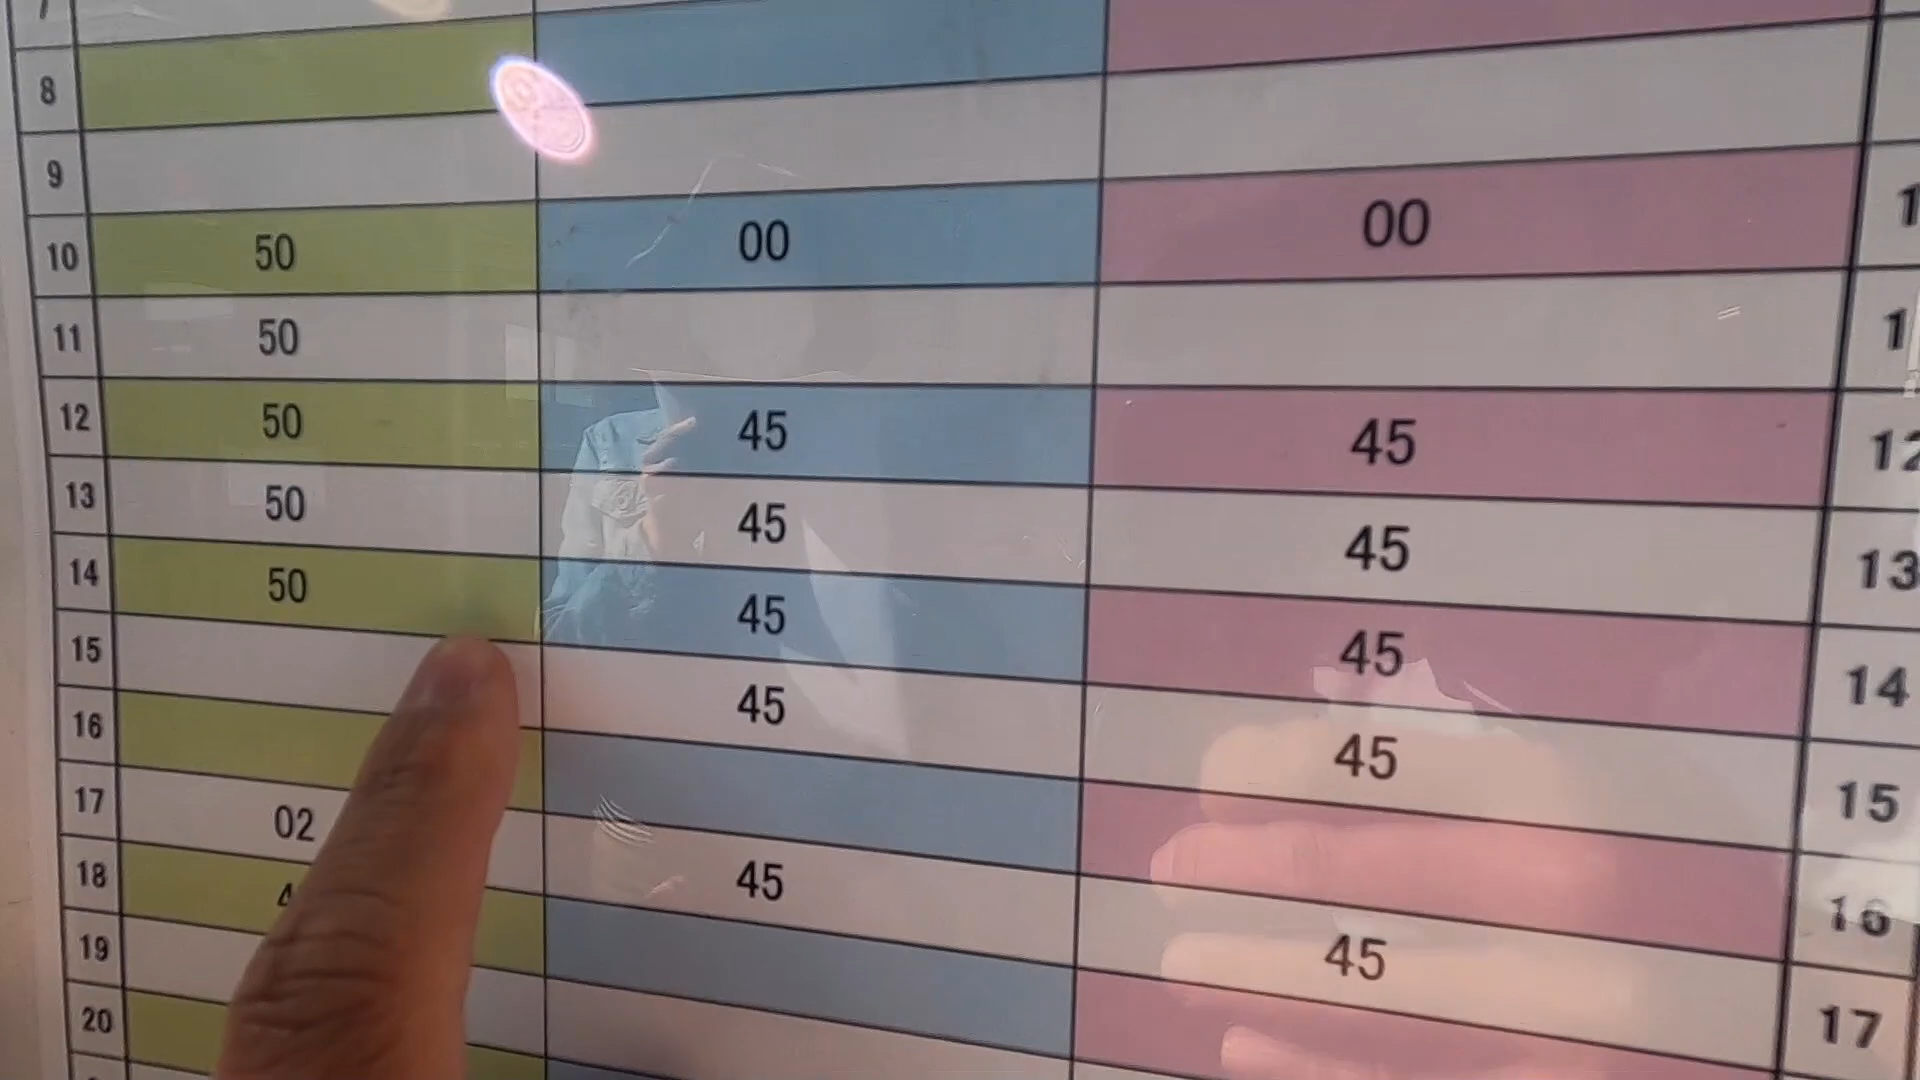 8
9
10 50 00 00
11 50
12 50 45 45 12
13 50 45 45 13
14 50 45 45 14
15 45 45 15
16 16
17 02 45 45 17
18
19
20